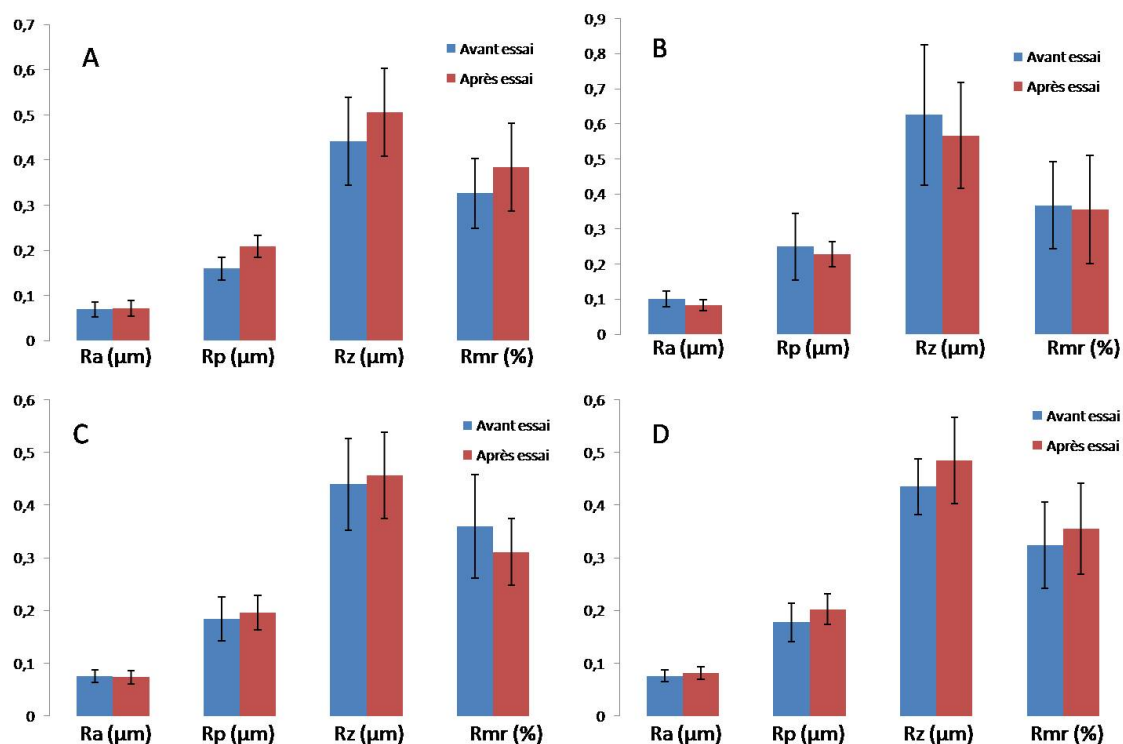 A
Avant essai
Après essai
0,7
0,6
0,5
0,4
0,3
0,2
0,1
0
Ra (µm) Rp (µm) Rz (µm) Rmr (%)
B
Avant essai
Après essai
0,9
0,8
0,7
0,6
0,5
0,4
0,3
0,2
0,1
0
Ra (µm) Rp (µm) Rz (µm) Rmr (%)
C
Avant essai
Après essai
0,6
0,5
0,4
0,3
0,2
0,1
0
Ra (µm) Rp (µm) Rz (µm) Rmr (%)
D
Avant essai
Après essai
0,6
0,5
0,4
0,3
0,2
0,1
0
Ra (µm) Rp (µm) Rz (µm) Rmr (%)